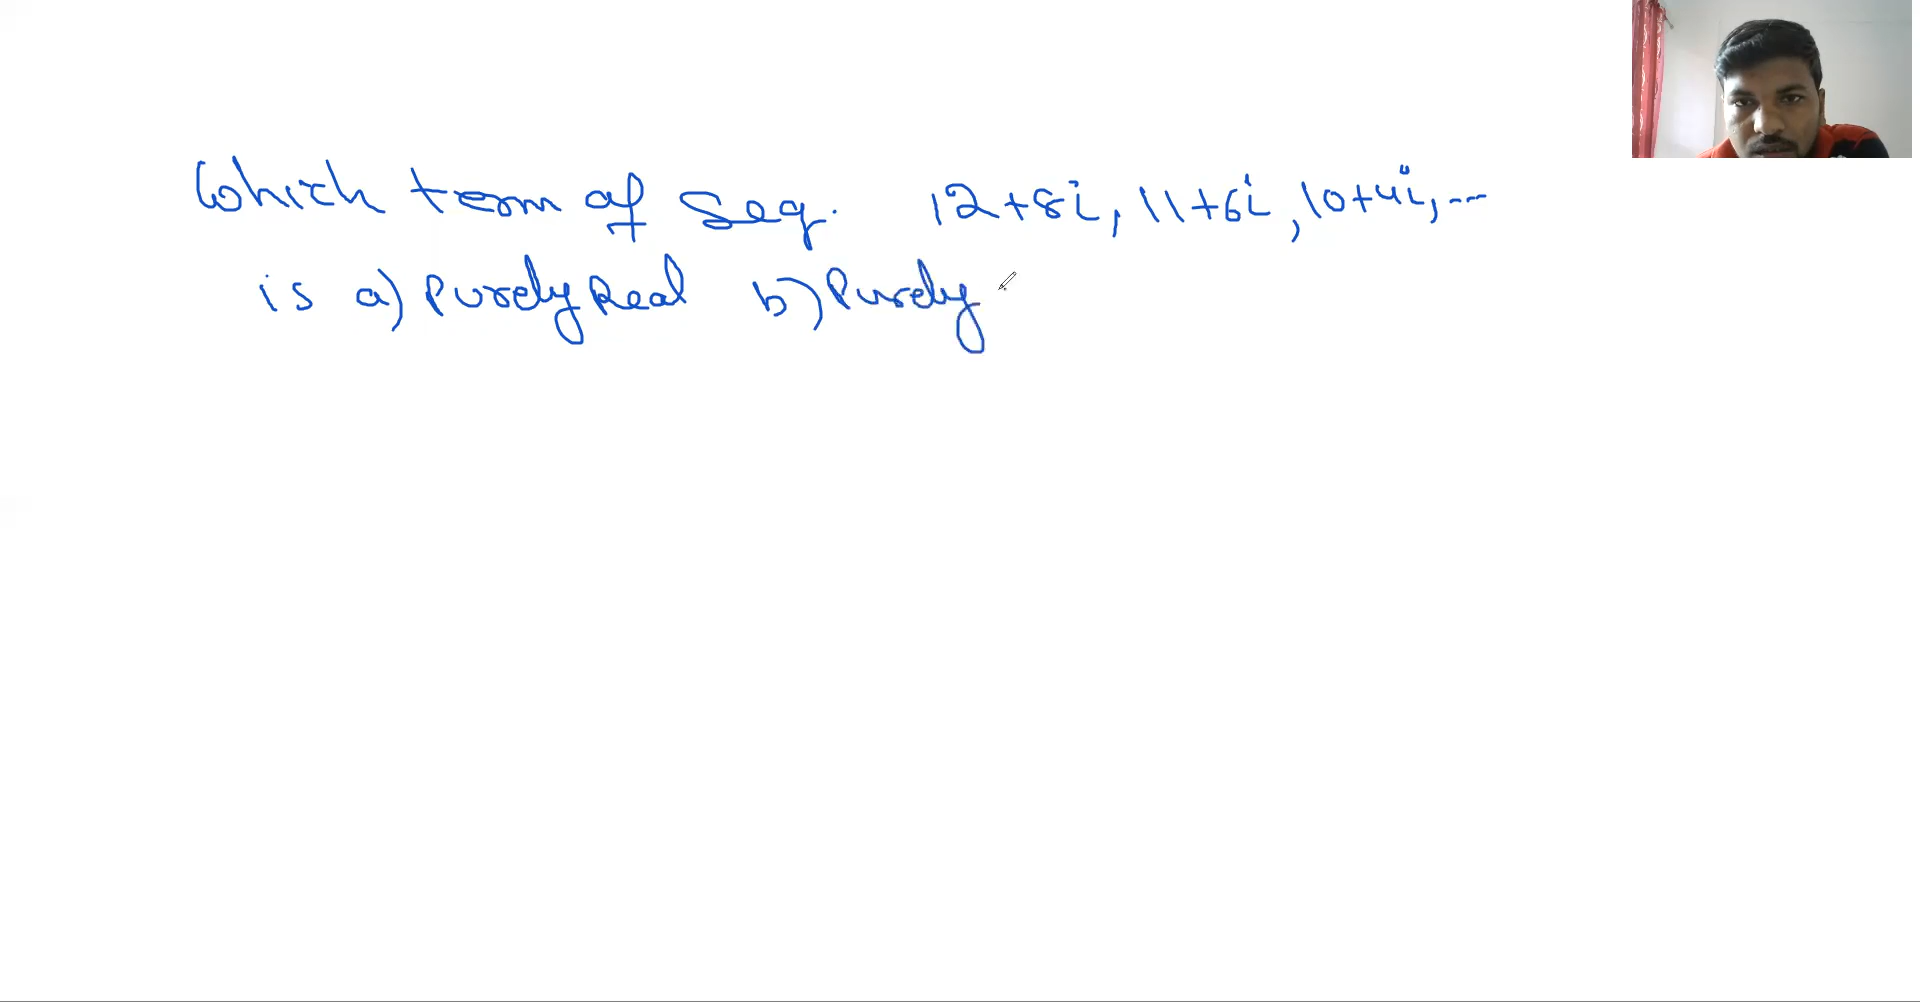 Which term of Seq. 12+8i, 11+6i, 10+4i, ---
is a) Purely Real b) Purely